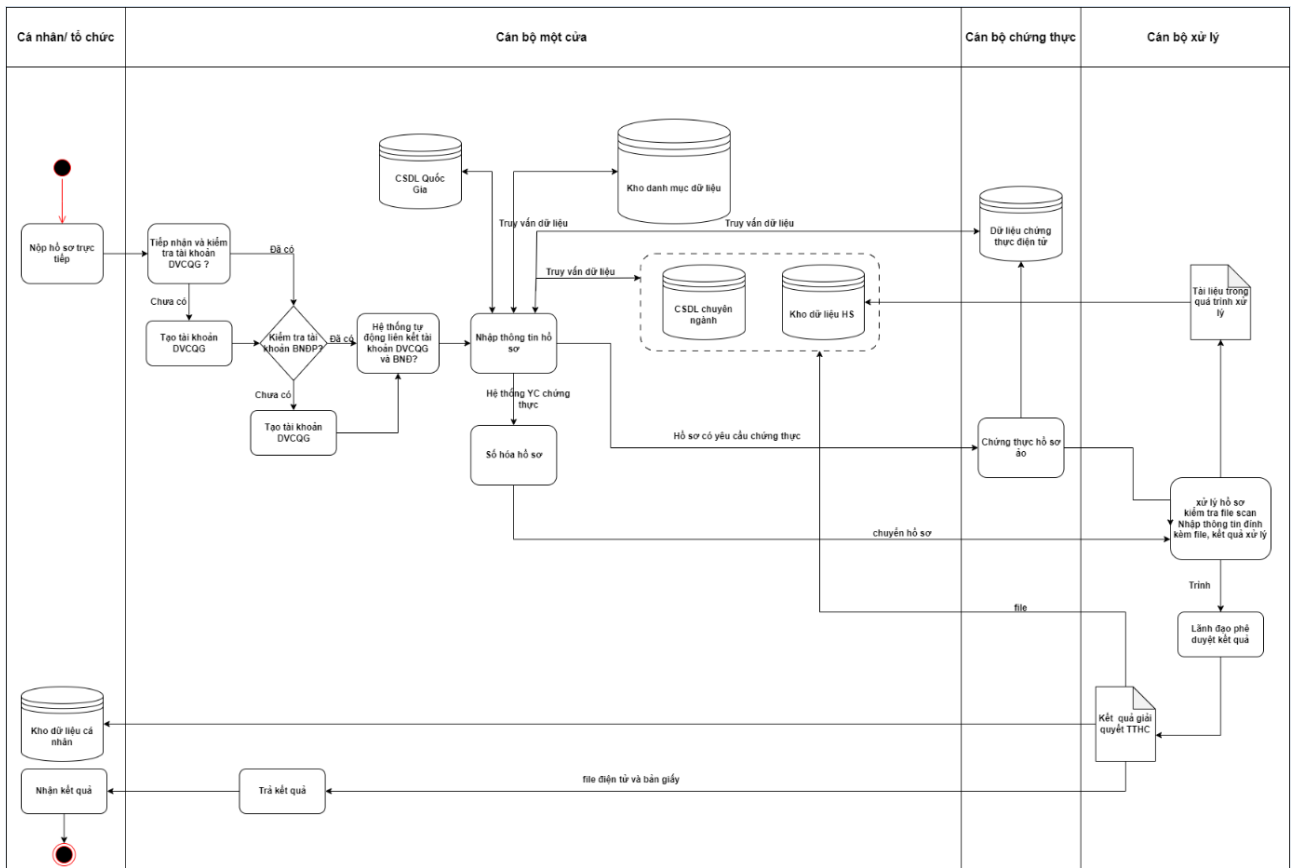 Cá nhân/ tổ chức
Cán bộ một cửa
Cán bộ chứng thực
Cán bộ xử lý
CSDL Quốc
Gia
Kho danh mục dữ liệu
Truy vấn dữ liệu
Truy vấn dữ liệu
Dữ liệu chứng
thực điện tử
Nộp hồ sơ trực
tiếp
Tiếp nhận và kiểm
tra tài khoản
DVCQG ?
Đã có
Truy vấn dữ liệu
CSDL chuyên
ngành
Kho dữ liệu HS
Tài liệu trong
quá trình xử
lý
Chưa có
Tạo tài khoản
DVCQG
Kiểm tra tài
khoản BNĐP?
Đã có
Hệ thống tự
động liên kết tài
khoản DVCQG
và BNĐ?
Nhập thông tin hồ
sơ
Chưa có
Tạo tài khoản
DVCQG
Hệ thống YC chứng
thực
Số hóa hồ sơ
Hồ sơ có yêu cầu chứng thực
Chứng thực hồ sơ
ảo
xử lý hồ sơ
kiểm tra file scan
Nhập thông tin đính
kèm file, kết quả xử lý
chuyển hồ sơ
Trình
file
Lãnh đạo phê
duyệt kết quả
Kho dữ liệu cá
nhân
Kết quả giải
quyết TTHC
file điện tử và bản giấy
Nhận kết quả
Trả kết quả